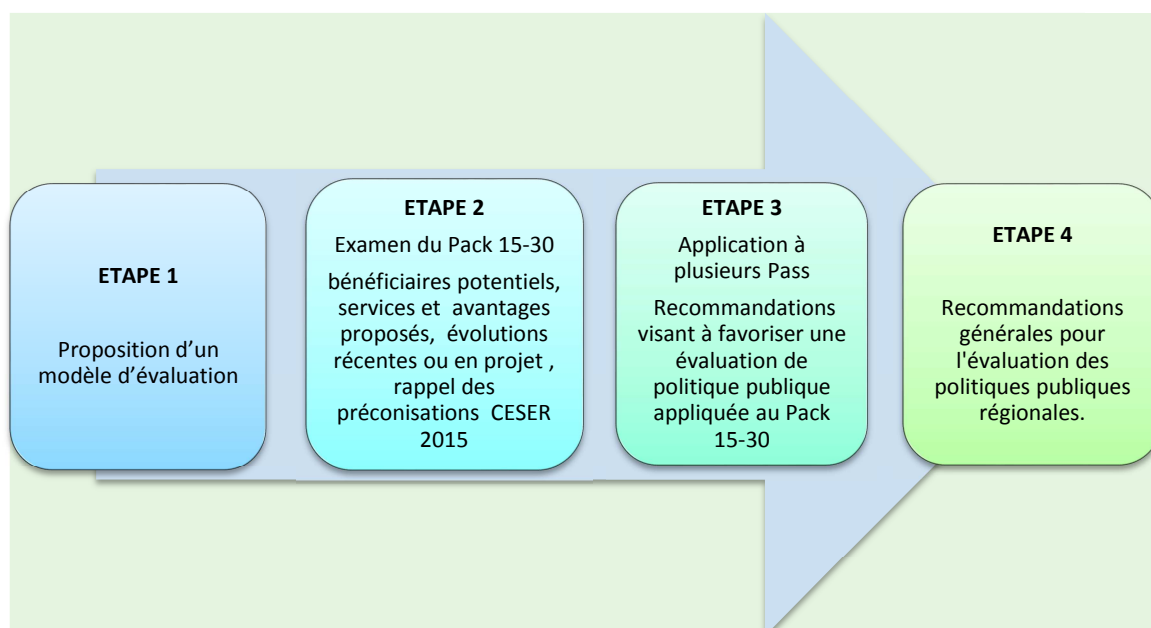 ETAPE 1
Proposition d’un
modèle d’évaluation
ETAPE 2
Examen du Pack 15-30
bénéficiaires potentiels,
services et avantages
proposés, évolutions
récentes ou en projet ,
rappel des
préconisations CESER
2015
ETAPE 3
Application à
plusieurs Pass
Recommandations
visant à favoriser une
évaluation de
politique publique
appliquée au Pack
15-30
ETAPE 4
Recommandations
générales pour
l'évaluation des
politiques publiques
régionales.